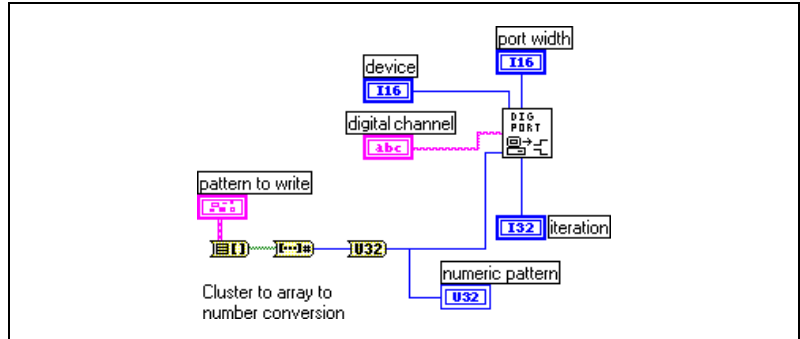 port width
I16
device
I16
DIG
PORT
digital channel
abc
pattern to write
I32 iteration
[···]#
U32
numeric pattern
U32
Cluster to array to
number conversion